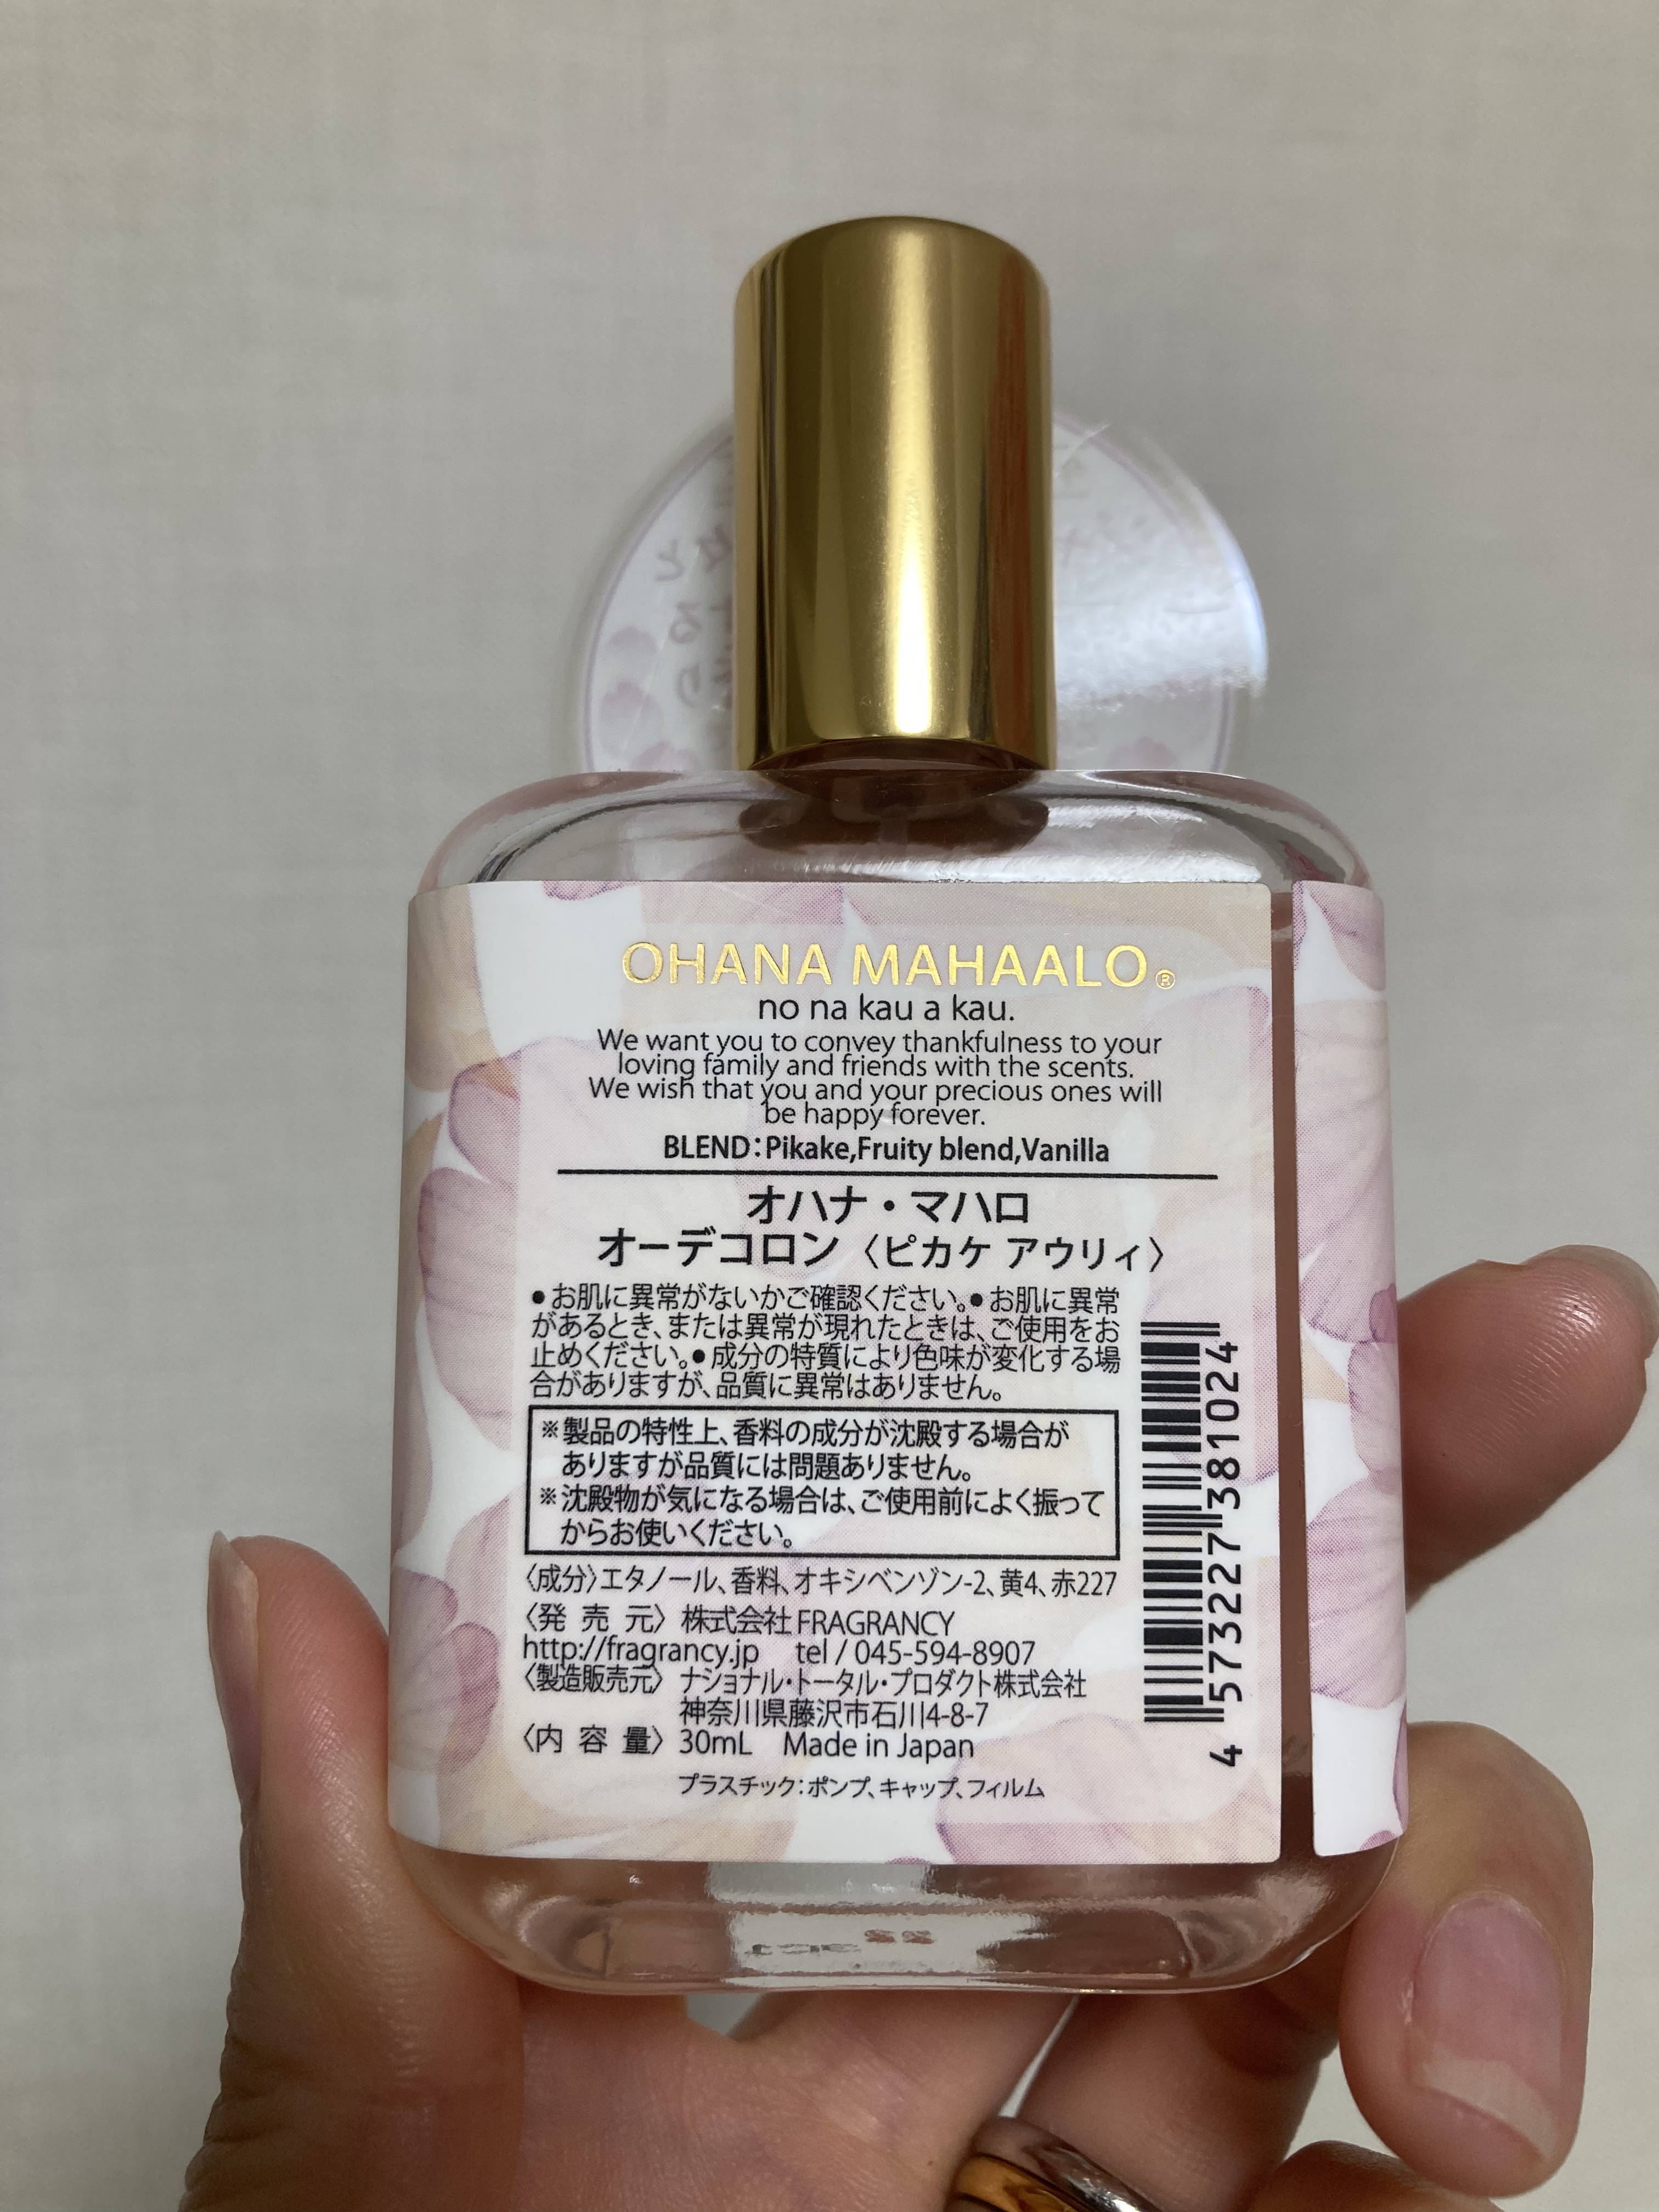 OHANA MAHAALO®
no na kau a kau.
We want you to convey thankfulness to your
loving family and friends with the scents.
We wish that you and your precious ones will
be happy forever.
BLEND:Pikake,Fruity blend,Vanilla
オハナ・マハロ
オーデコロン〈ピカケ アウリィ〉
●お肌に異常がないかご確認ください。●お肌に異常
があるとき、または異常が現れたときは、ご使用をお
止めください。●成分の特質により色味が変化する場
合がありますが、品質に異常はありません。
※製品の特性上、香料の成分が沈殿する場合が
ありますが品質には問題ありません。
※沈殿物が気になる場合は、ご使用前によく振って
からお使いください。
〈成分〉エタノール、香料、オキシベンゾン-2、黄4、赤227
〈発売元〉株式会社FRAGRANCY
http://fragrancy.jp tel / 045-594-8907
〈製造販売元〉ナショナル・トータル・プロダクト株式会社
神奈川県藤沢市石川4-8-7
〈内容量〉30mL Made in Japan
プラスチック:ポンプ、キャップ、フィルム
4 573227 381024